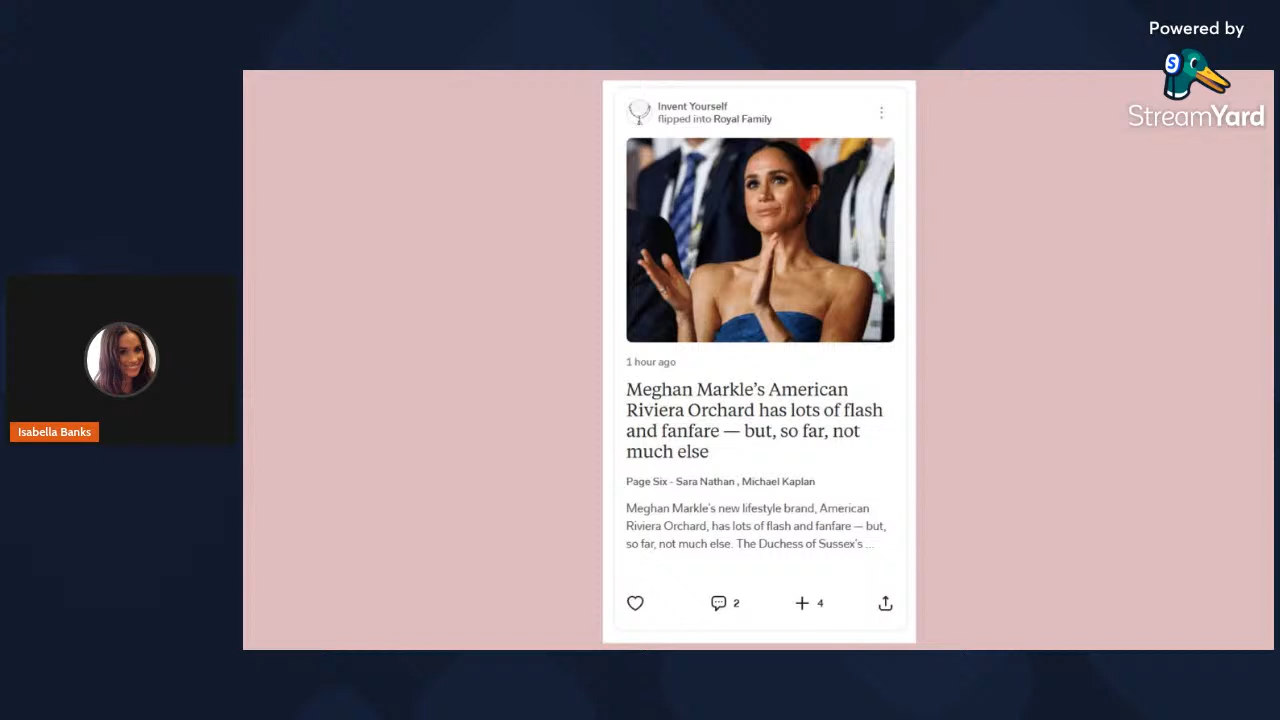 Powered by
S
StreamYard
Invent Yourself
flipped into Royal Family
1 hour ago
Meghan Markle's American
Riviera Orchard has lots of flash
and fanfare — but, so far, not
much else
Page Six - Sara Nathan , Michael Kaplan
Meghan Markle's new lifestyle brand, American
Riviera Orchard, has lots of flash and fanfare — but,
so far, not much else. The Duchess of Sussex's ...
2
4
Isabella Banks